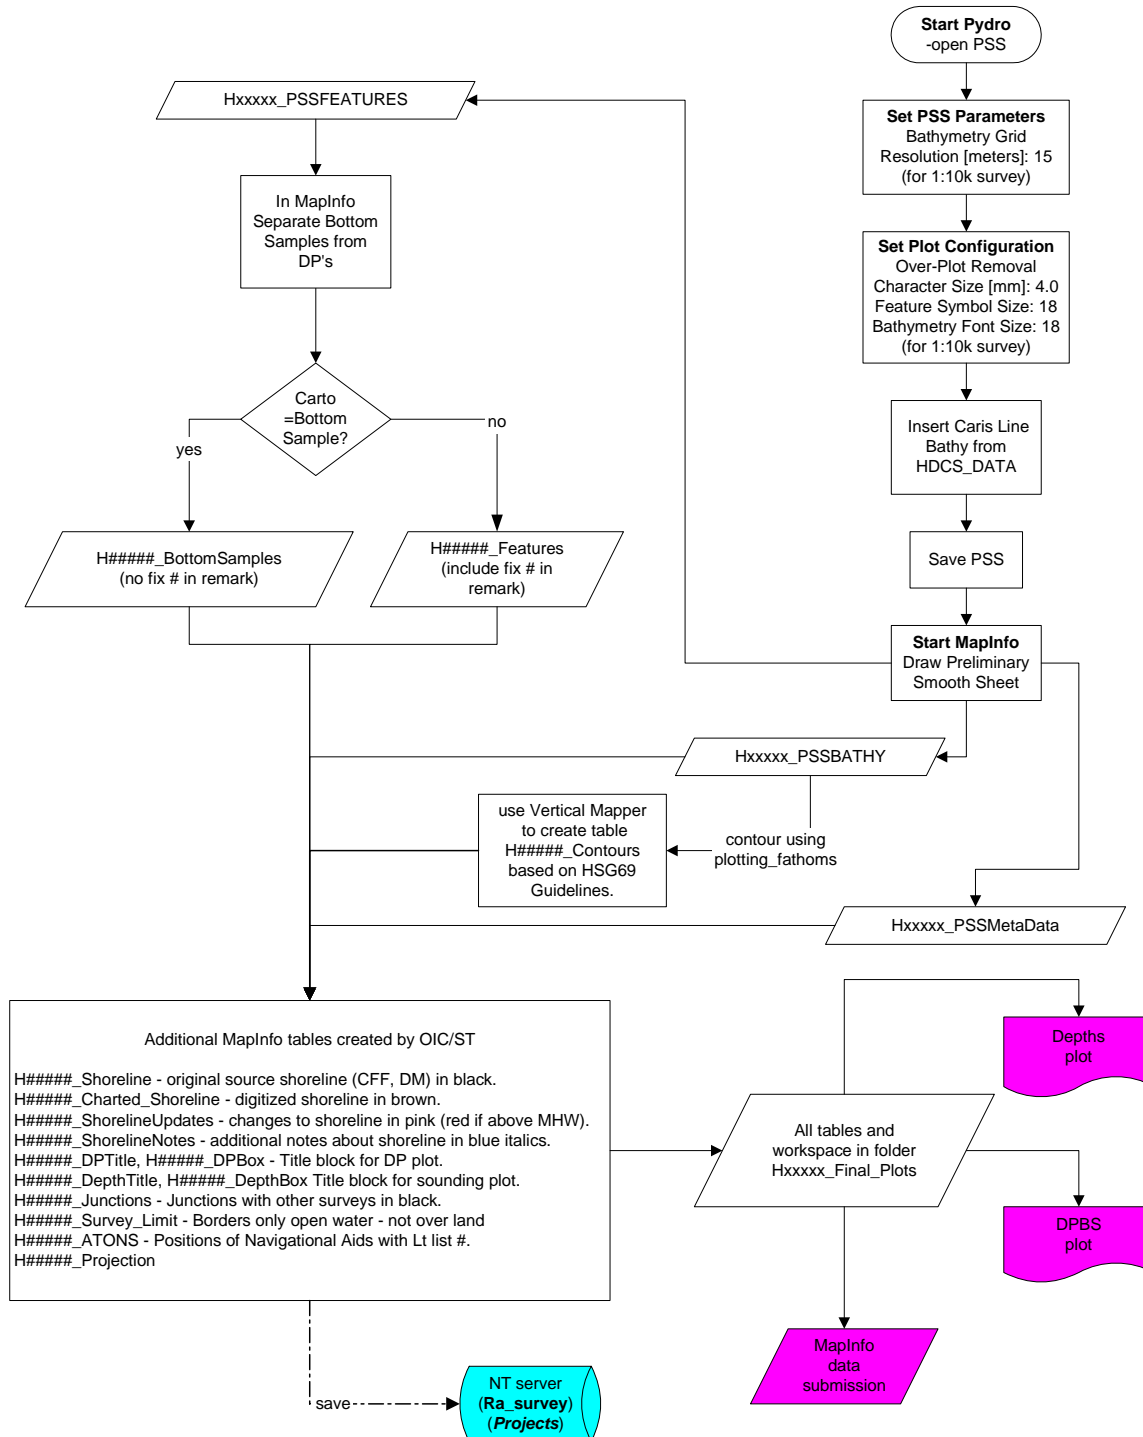 Start Pydro
-open PSS
Set PSS Parameters
Bathymetry Grid
Resolution [meters]: 15
(for 1:10k survey)
Set Plot Configuration
Over-Plot Removal
Character Size [mm]: 4.0
Feature Symbol Size: 18
Bathymetry Font Size: 18
(for 1:10k survey)
Insert Caris Line
Bathy from
HDCS_DATA
Save PSS
Start MapInfo
Draw Preliminary
Smooth Sheet
Hxxxxx_PSSFEATURES
In MapInfo
Separate Bottom
Samples from
DP's
Carto
=Bottom
Sample?
yes
no
H#####_BottomSamples
(no fix # in remark)
H#####_Features
(include fix # in
remark)
Hxxxxx_PSSBATHY
contour using
plotting_fathoms
use Vertical Mapper
to create table
H#####_Contours
based on HSG69
Guidelines.
Hxxxxx_PSSMetaData
Additional MapInfo tables created by OIC/ST
H#####_Shoreline - original source shoreline (CFF, DM) in black.
H#####_Charted_Shoreline - digitized shoreline in brown.
H#####_ShorelineUpdates - changes to shoreline in pink (red if above MHW).
H#####_ShorelineNotes - additional notes about shoreline in blue italics.
H#####_DPTitle, H#####_DPBox - Title block for DP plot.
H#####_DepthTitle, H#####_DepthBox Title block for sounding plot.
H#####_Junctions - Junctions with other surveys in black.
H#####_Survey_Limit - Borders only open water - not over land
H#####_ATONS - Positions of Navigational Aids with Lt list #.
H#####_Projection
All tables and
workspace in folder
Hxxxxx_Final_Plots
Depths
plot
DPBS
plot
MapInfo
data
submission
save
NT server
(Ra_survey)
(Projects)